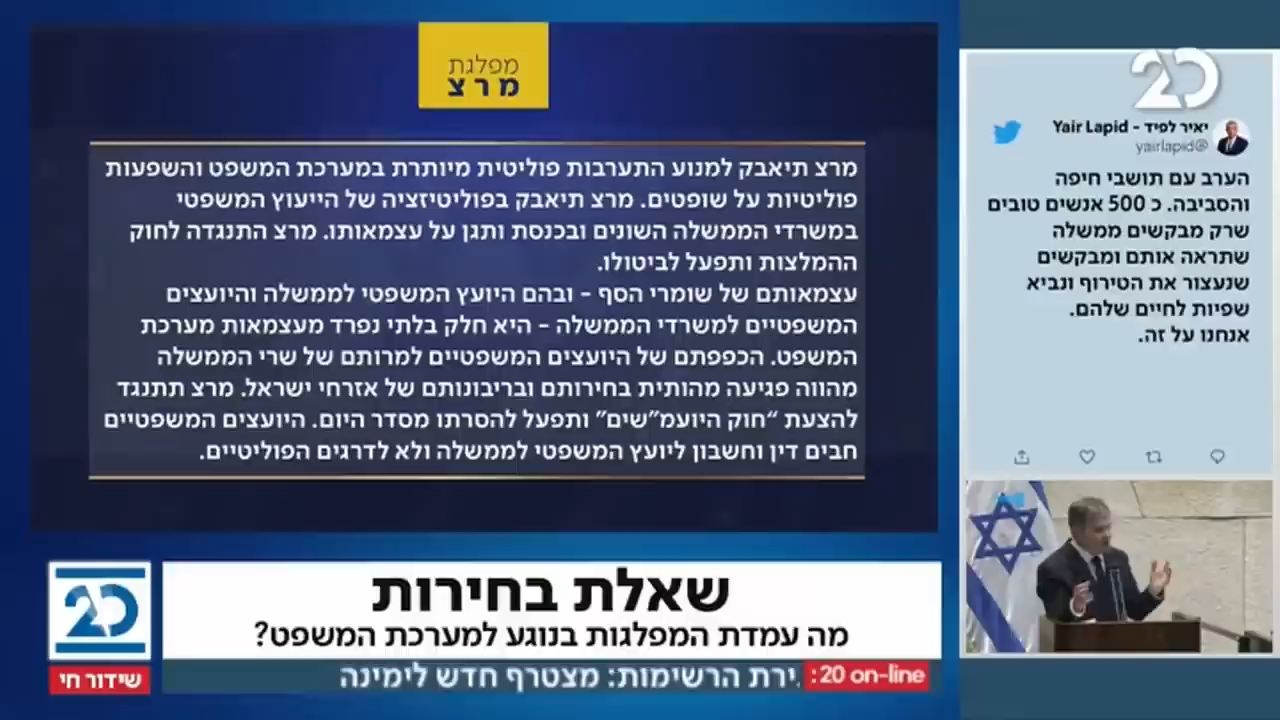 מפלגת
מרצ
מרצ תיאבק למנוע התערבות פוליטית מיותרת במערכת המשפט והשפעות
פוליטיות על שופטים. מרצ תיאבק בפוליטיזציה של הייעוץ המשפטי
במשרדי הממשלה השונים ובכנסת ותגן על עצמאותו. מרצ התנגדה לחוק
ההמלצות ותפעל לביטולו.
עצמאותם של שומרי הסף - ובהם היועץ המשפטי לממשלה והיועצים
המשפטיים למשרדי הממשלה - היא חלק בלתי נפרד מעצמאות מערכת
המשפט. הכפפתם של היועצים המשפטיים למרותם של שרי הממשלה
מהווה פגיעה מהותית בחירותם ובריבונותם של אזרחי ישראל. מרצ תתנגד
להצעת "חוק היועמ"שים" ותפעל להסרתו מסדר היום. היועצים המשפטיים
חבים דין וחשבון ליועץ המשפטי לממשלה ולא לדרגים הפוליטיים.
20
יאיר לפיד - Yair Lapid
@yairlapid
הערב עם תושבי חיפה
והסביבה. כ 500 אנשים טובים
שרק מבקשים ממשלה
שתראה אותם ומבקשים
שנעצור את הטירוף ונביא
שפיות לחיים שלהם.
אנחנו על זה.
20
שידור חי
שאלת בחירות
מה עמדת המפלגות בנוגע למערכת המשפט?
20 on-line:
ירת הרשימות: מצטרף חדש לימינה